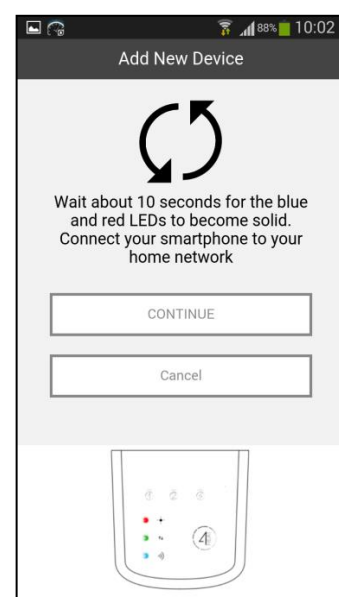 88% 10:02
Add New Device
Wait about 10 seconds for the blue
and red LEDs to become solid.
Connect your smartphone to your
home network
CONTINUE
Cancel
4